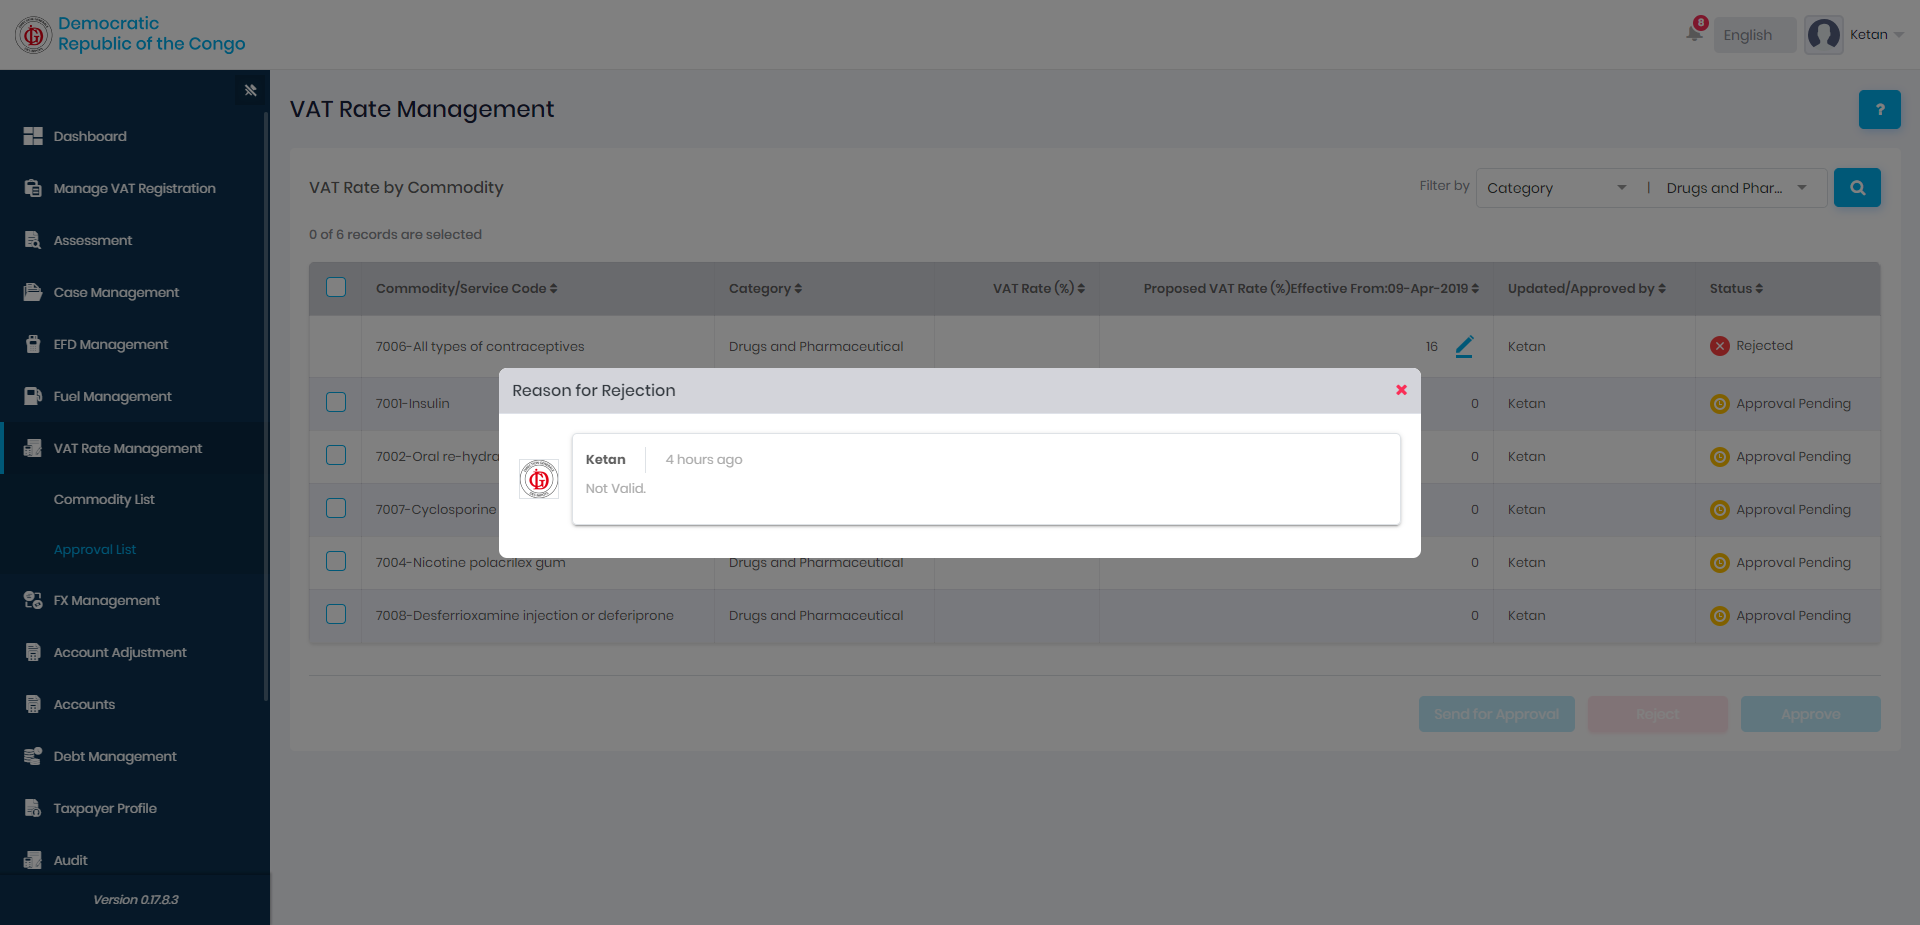 Democratic
Republic of the Congo
8
English
Ketan
Dashboard
Manage VAT Registration
Assessment
Case Management
EFD Management
Fuel Management
VAT Rate Management
Commodity List
Approval List
FX Management
Account Adjustment
Accounts
Debt Management
Taxpayer Profile
Audit
Version 0.17.8.3
VAT Rate Management
?
VAT Rate by Commodity
Filter by
Category
|
Drugs and Phar...
0 of 6 records are selected
Commodity/Service Code
Category
VAT Rate (%)
Proposed VAT Rate (%)Effective From:09-Apr-2019
Updated/Approved by
Status
7006-All types of contraceptives
Drugs and Pharmaceutical
16
Ketan
Rejected
7001-Insulin
0
Ketan
Approval Pending
7002-Oral re-hydra
0
Ketan
Approval Pending
7007-Cyclosporine
0
Ketan
Approval Pending
7004-Nicotine polacrilex gum
Drugs and Pharmaceutical
0
Ketan
Approval Pending
7008-Desferrioxamine injection or deferiprone
Drugs and Pharmaceutical
0
Ketan
Approval Pending
Reason for Rejection
Ketan
4 hours ago
Not Valid.
Send for Approval
Reject
Approve